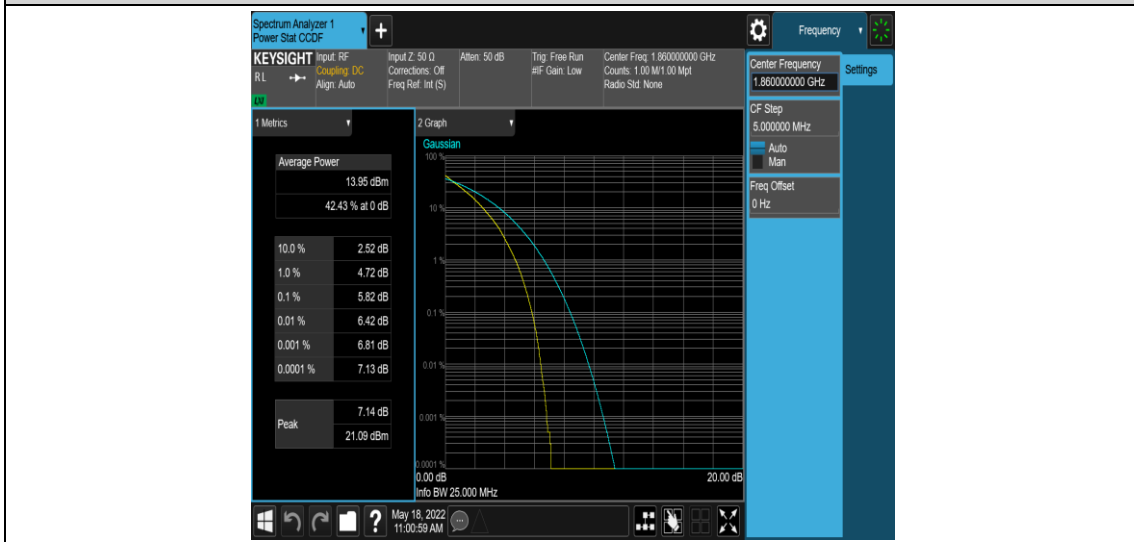 Spectrum Analyzer 1
Power Stat CCDF
+
Frequency
KEYSIGHT
RL
LXI
Input: RF
Coupling: DC
Align: Auto
Input Z: 50 Ω
Corrections: Off
Freq Ref: Int (S)
Atten: 50 dB
Trig: Free Run
#IF Gain: Low
Center Freq: 1.860000000 GHz
Counts: 1.00 M/1.00 Mpt
Radio Std: None
Center Frequency
1.860000000 GHz
Settings
CF Step
5.000000 MHz
Auto
Man
Freq Offset
0 Hz
1 Metrics
Average Power
13.95 dBm
42.43 % at 0 dB
10.0 % 2.52 dB
1.0 % 4.72 dB
0.1 % 5.82 dB
0.01 % 6.42 dB
0.001 % 6.81 dB
0.0001 % 7.13 dB
Peak
7.14 dB
21.09 dBm
2 Graph
Gaussian
100 %
10 %
1 %
0.1 %
0.01 %
0.001 %
0.0001 %
0.00 dB 20.00 dB
Info BW 25.000 MHz
?
May 18, 2022
11:00:59 AM